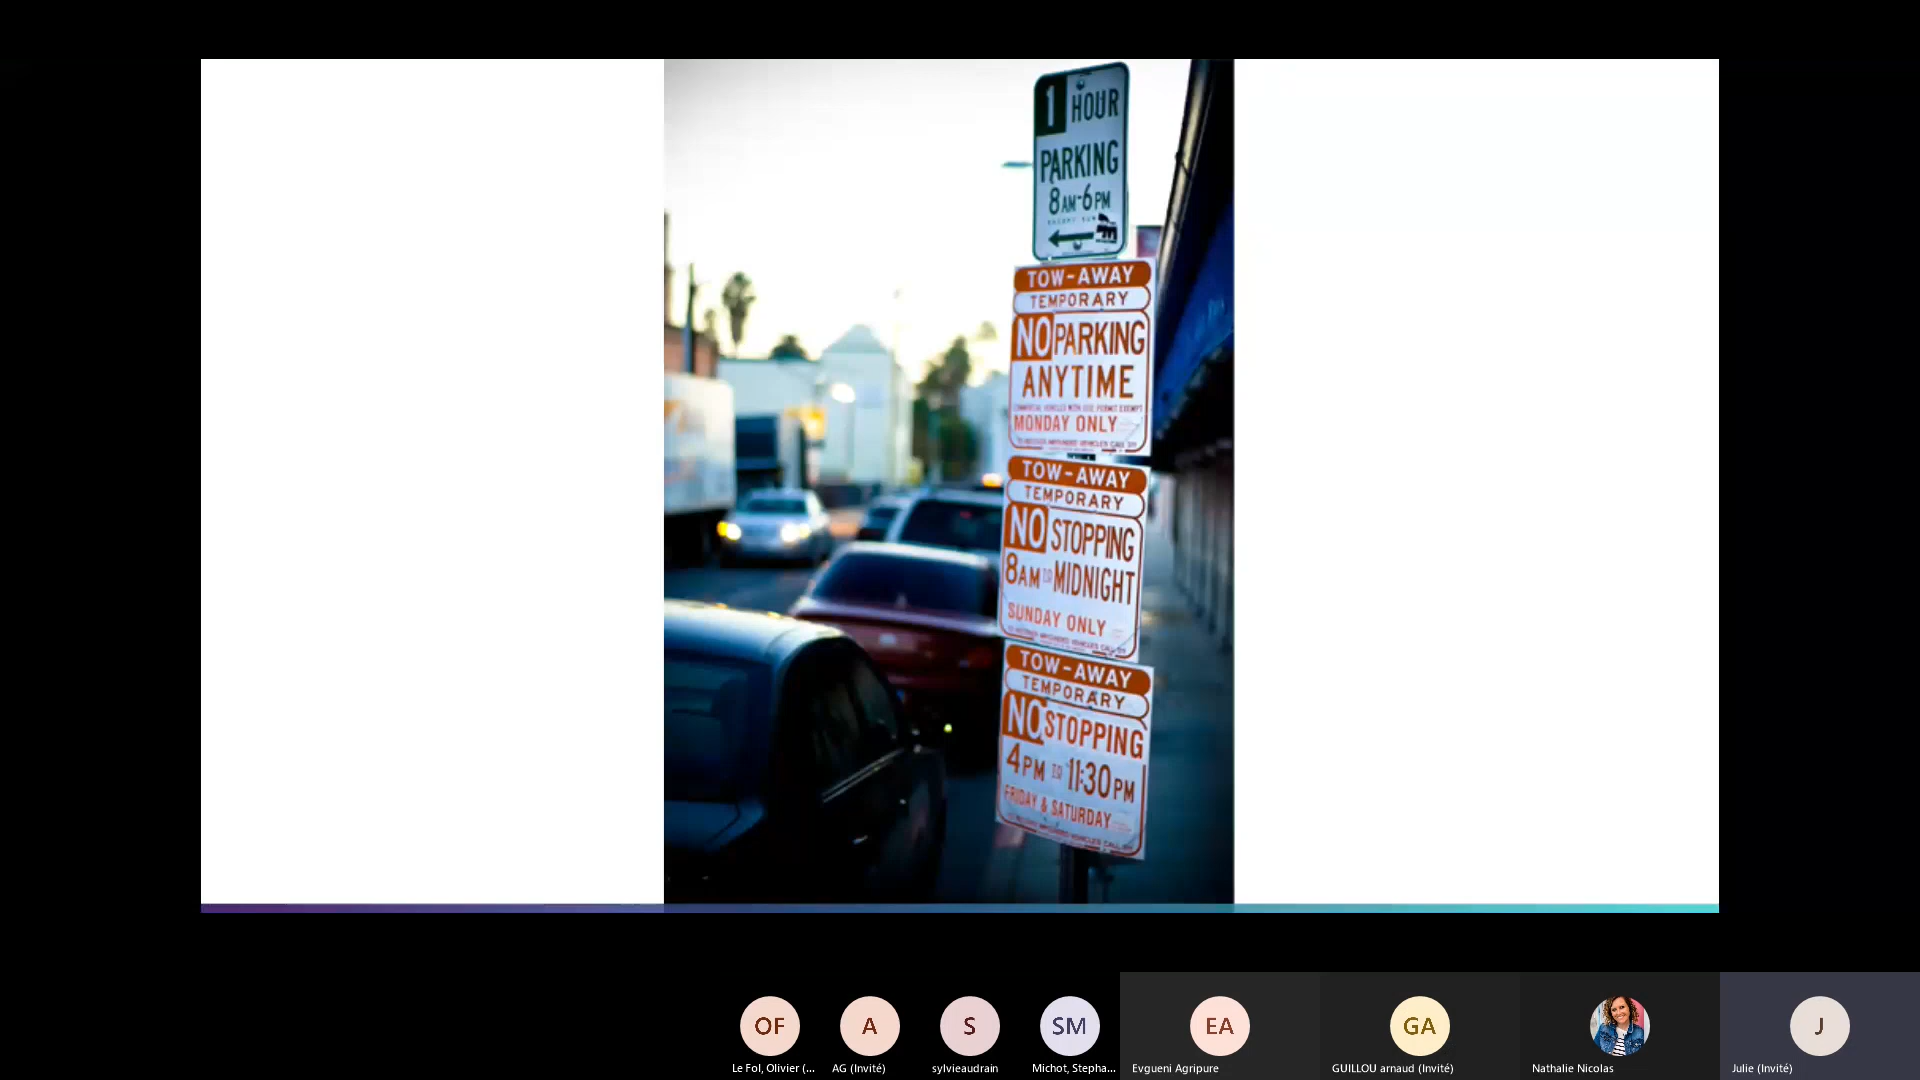 1 HOUR
PARKING
8AM-6PM
TOW-AWAY
TEMPORARY
NO PARKING
ANYTIME
MONDAY ONLY
TOW-AWAY
TEMPORARY
NO STOPPING
8AM TO MIDNIGHT
SUNDAY ONLY
TOW-AWAY
TEMPORARY
NO STOPPING
4PM TO 11:30PM
FRIDAY & SATURDAY
OF
A
S
SM
EA
GA
J
Le Fol, Olivier (...
AG (Invité)
sylvieaudrain
Michot, Stepha...
Evgueni Agripure
GUILLOU arnaud (Invité)
Nathalie Nicolas
Julie (Invité)